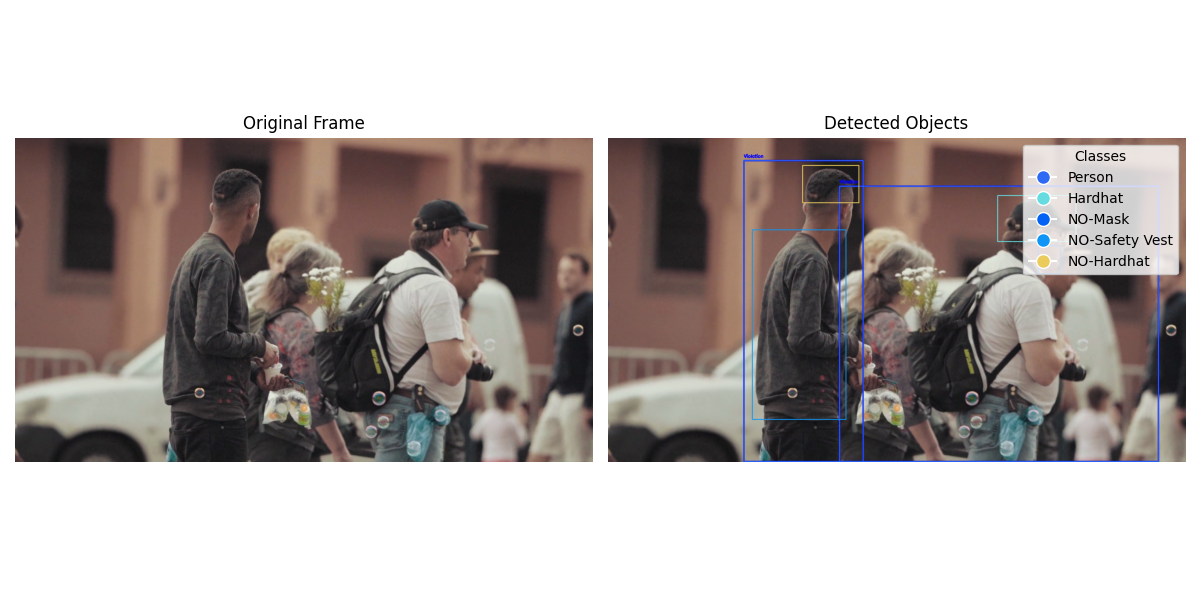 Original Frame
Detected Objects
Violation
Classes
Person
Hardhat
NO-Mask
NO-Safety Vest
NO-Hardhat